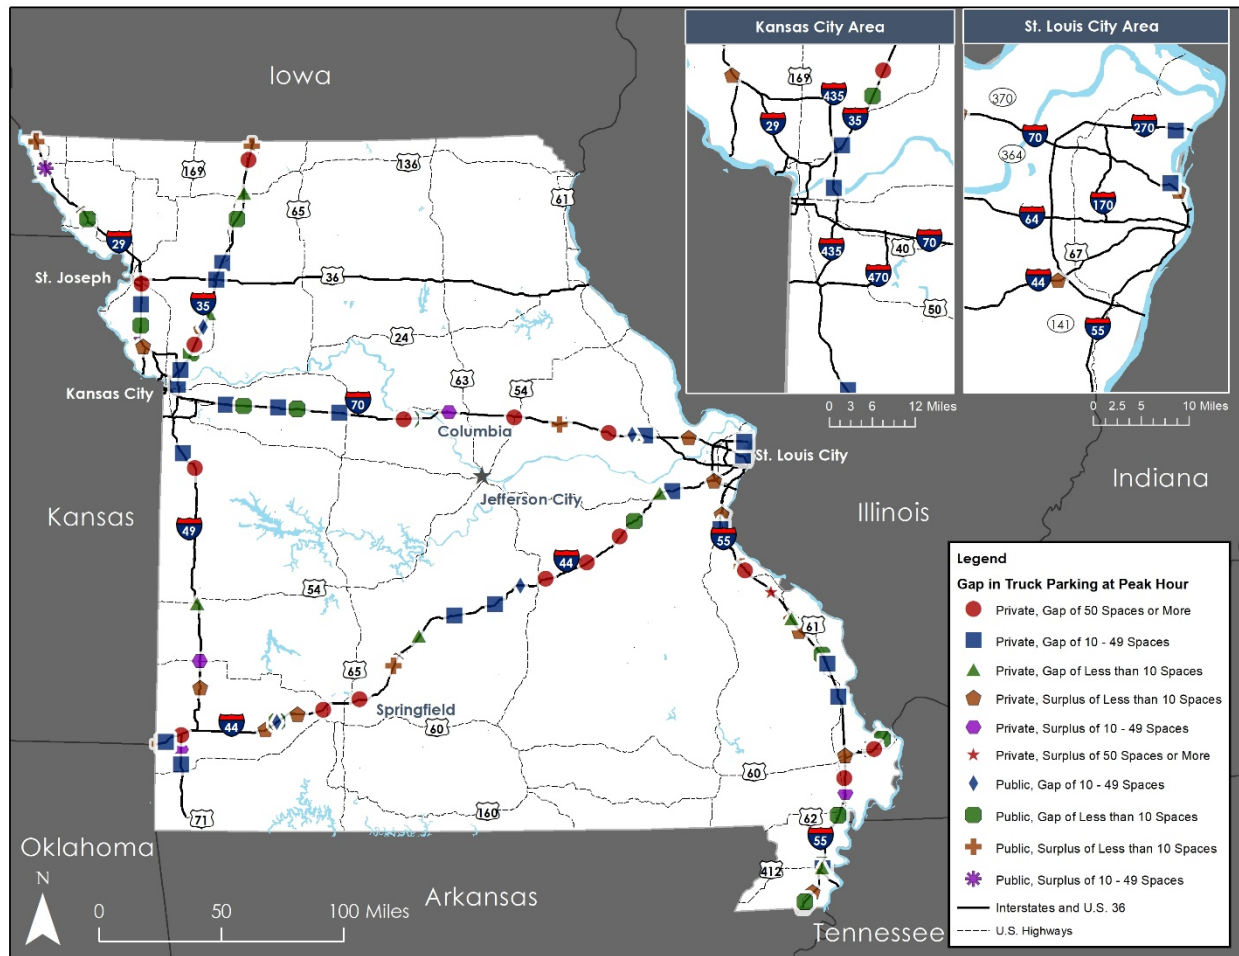 Kansas City Area
St. Louis City Area
Iowa
169
435
35
29
370
70
270
364
170
64
169
136
65
61
29
435
40
70
67
44
St. Joseph
36
470
50
141
55
35
24
0 3 6 12 Miles
0 2.5 5 10 Miles
63
54
Kansas City
70
Columbia
St. Louis City
Jefferson City
Indiana
Illinois
Kansas
49
55
44
54
61
65
Springfield
44
60
60
160
71
62
55
412
Oklahoma
Arkansas
Tennessee
N
0 50 100 Miles
Legend
Gap in Truck Parking at Peak Hour
Private, Gap of 50 Spaces or More
Private, Gap of 10 - 49 Spaces
Private, Gap of Less than 10 Spaces
Private, Surplus of Less than 10 Spaces
Private, Surplus of 10 - 49 Spaces
Private, Surplus of 50 Spaces or More
Public, Gap of 10 - 49 Spaces
Public, Gap of Less than 10 Spaces
Public, Surplus of Less than 10 Spaces
Public, Surplus of 10 - 49 Spaces
Interstates and U.S. 36
U.S. Highways